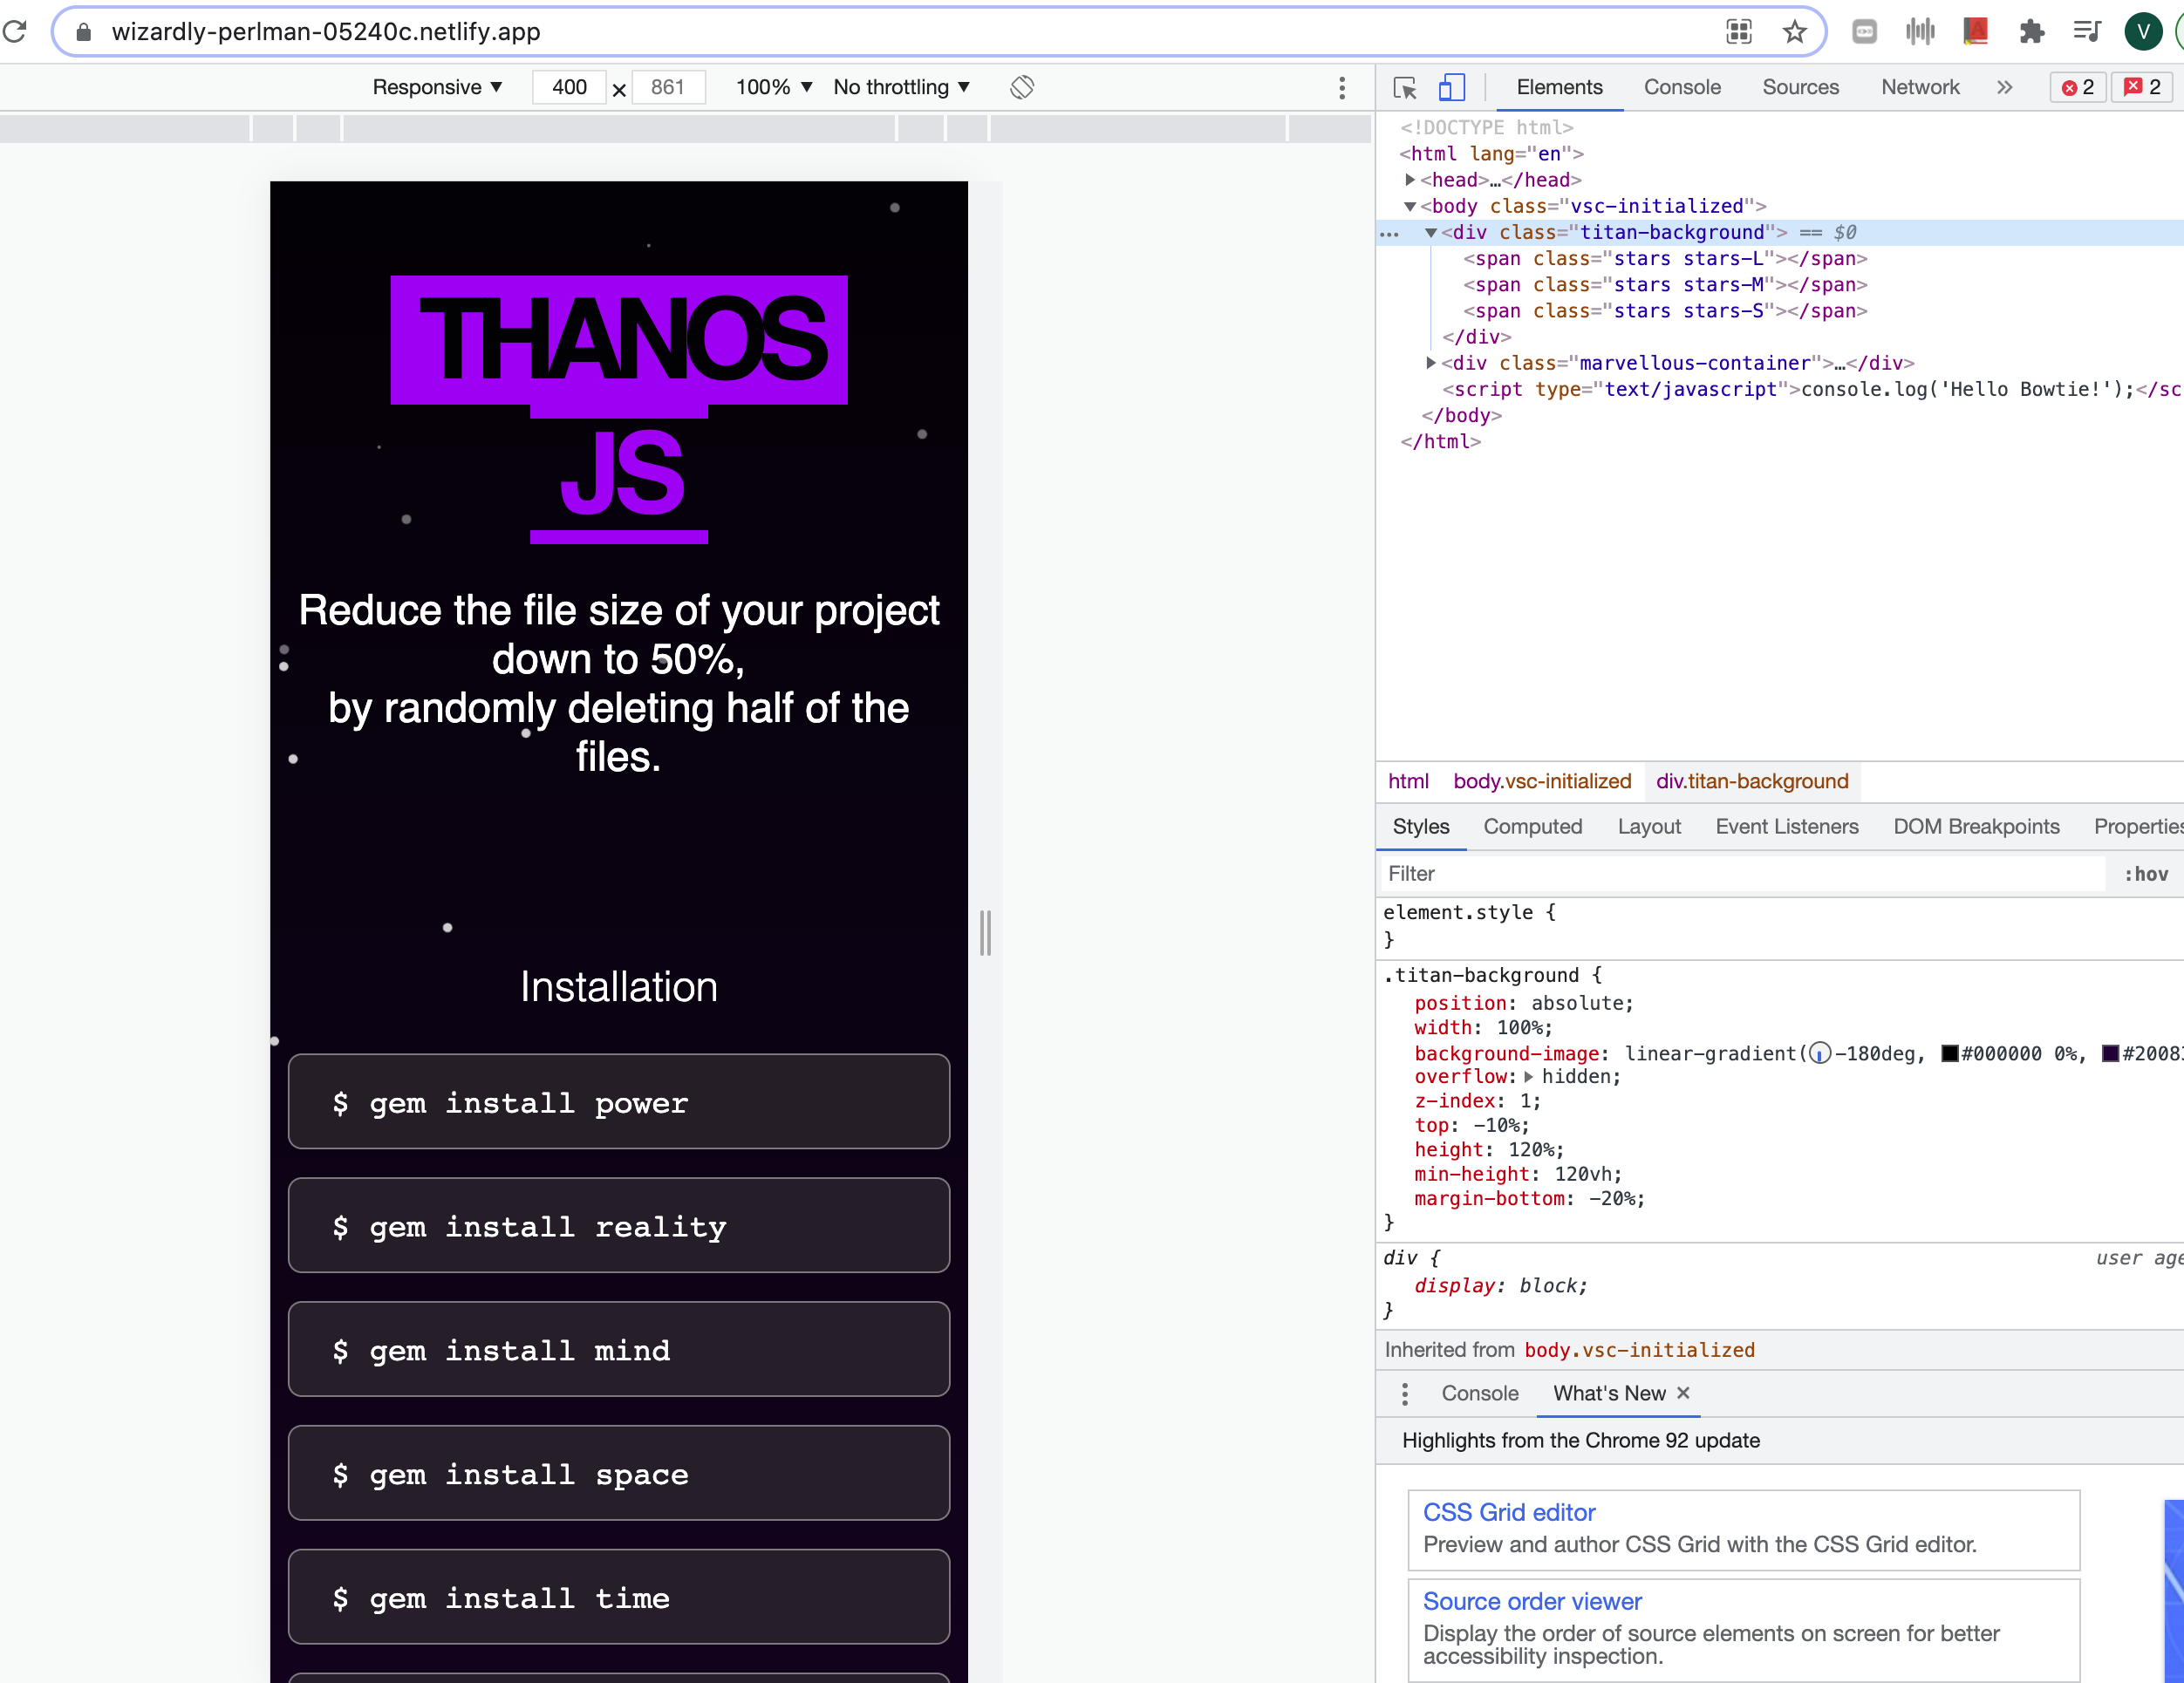 wizardly-perlman-05240c.netlify.app
V
Responsive ▼ 400 × 861 100% ▼ No throttling ▼
Elements Console Sources Network » 2 2
<!DOCTYPE html>
<html lang="en">
<head>…</head>
<body class="vsc-initialized">
… <div class="titan-background"> == $0
<span class="stars stars-L"></span>
<span class="stars stars-M"></span>
<span class="stars stars-S"></span>
</div>
<div class="marvellous-container">…</div>
<script type="text/javascript">console.log('Hello Bowtie!');</sc
</body>
</html>
THANOS
JS
Reduce the file size of your project
down to 50%,
by randomly deleting half of the
files.
Installation
$ gem install power
$ gem install reality
$ gem install mind
$ gem install space
$ gem install time
html body.vsc-initialized div.titan-background
Styles Computed Layout Event Listeners DOM Breakpoints Properties
Filter :hov
element.style {
}
.titan-background {
position: absolute;
width: 100%;
background-image: linear-gradient(-180deg, #000000 0%, #2008
overflow: hidden;
z-index: 1;
top: -10%;
height: 120%;
min-height: 120vh;
margin-bottom: -20%;
}
div { user age
display: block;
}
Inherited from body.vsc-initialized
Console What's New ×
Highlights from the Chrome 92 update
CSS Grid editor
Preview and author CSS Grid with the CSS Grid editor.
Source order viewer
Display the order of source elements on screen for better
accessibility inspection.